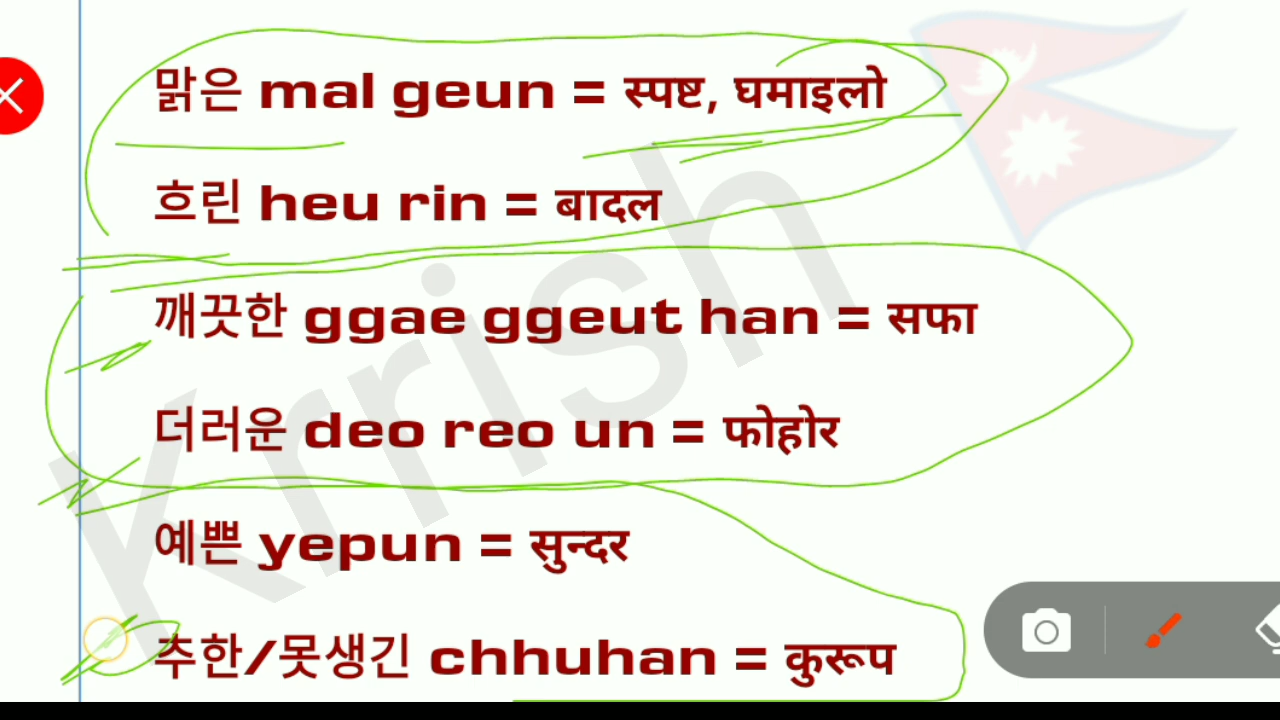 맑은 mal geun = स्पष्ट, घमाइलो
흐린 heu rin = बादल
깨끗한 ggae ggeut han = सफा
더러운 deo reo un = फोहोर
예쁜 yepun = सुन्दर
추한/못생긴 chhuhan = कुरूप
Krrish